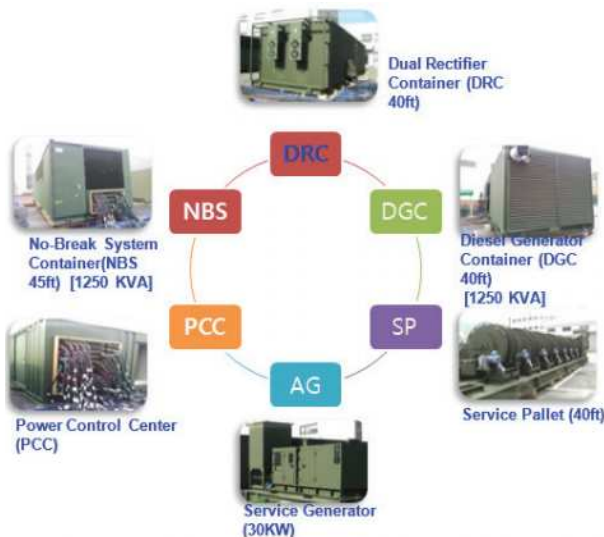 Dual Rectifier
Container (DRC
40ft)
DRC
NBS
DGC
No-Break System
Container(NBS
45ft) [1250 KVA]
Diesel Generator
Container (DGC
40ft)
[1250 KVA]
PCC
SP
AG
Power Control Center
(PCC)
Service Pallet (40ft)
Service Generator
(30KW)